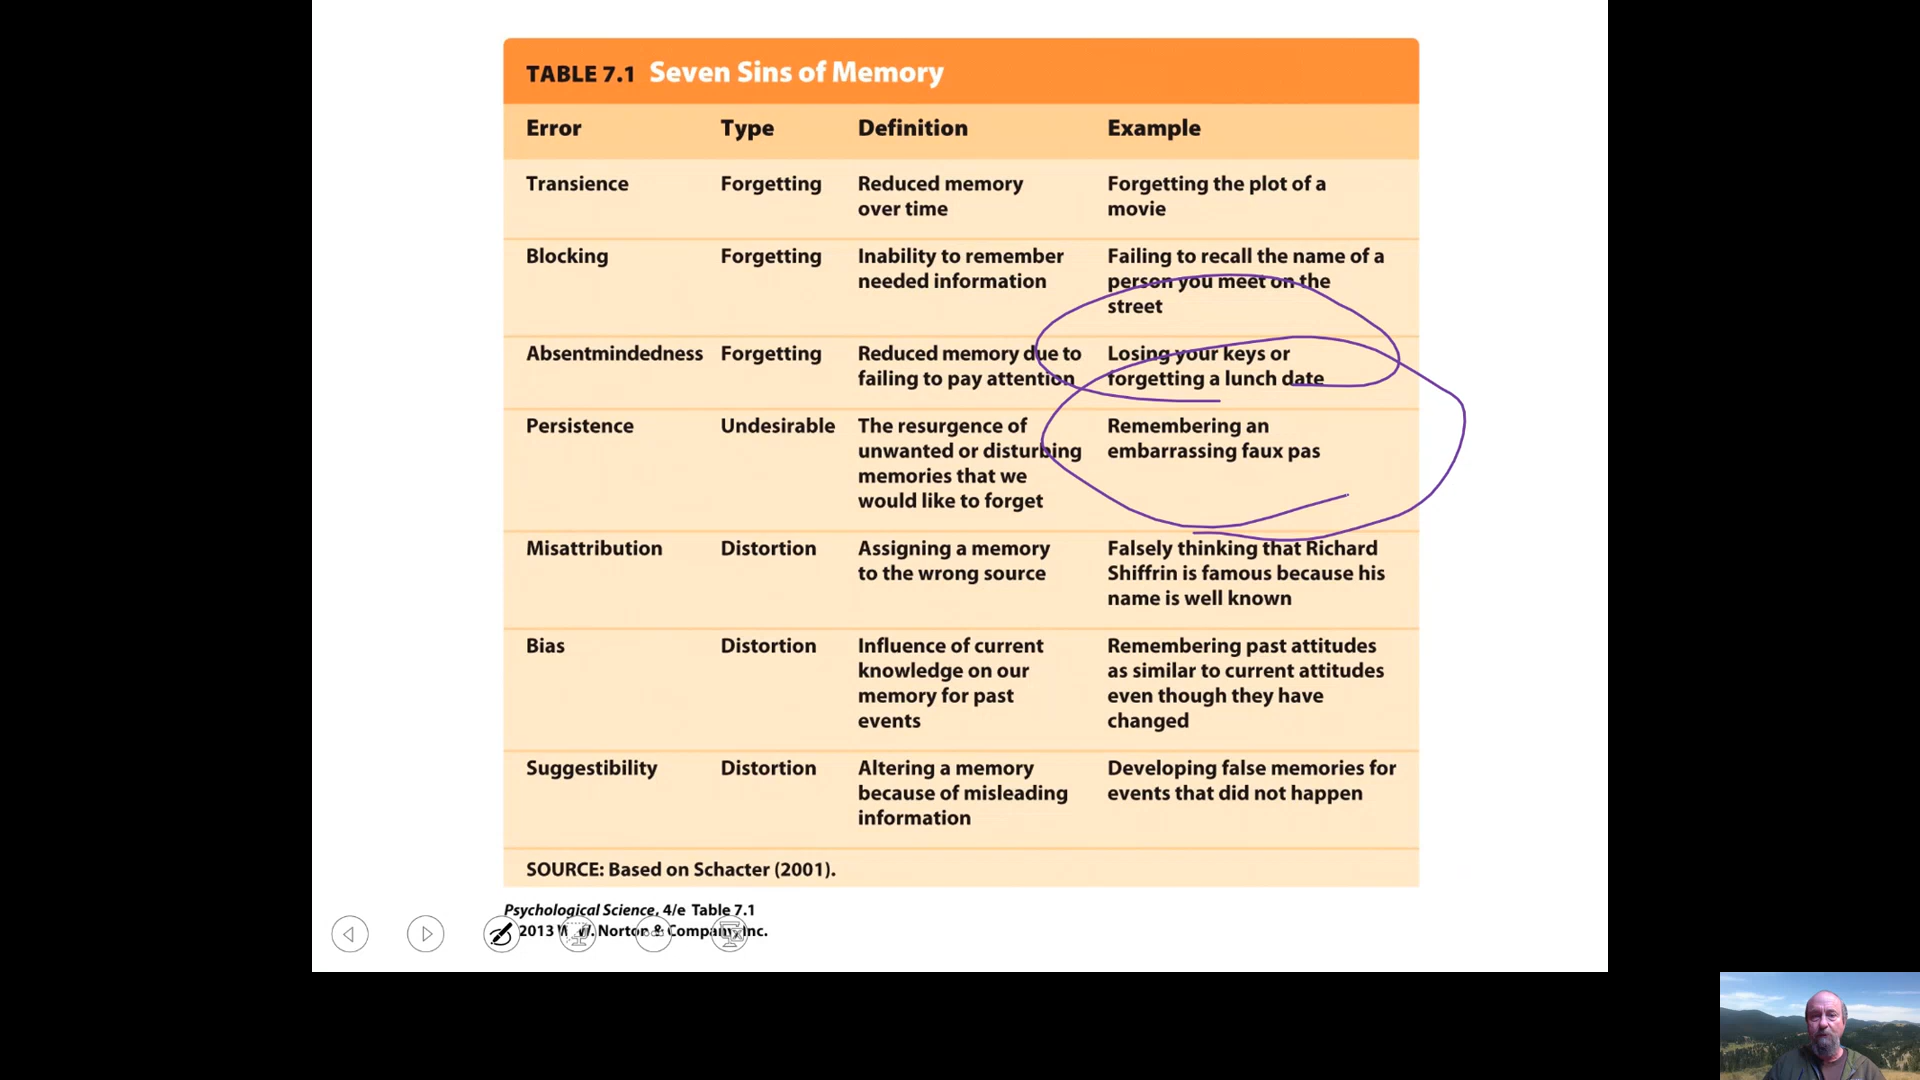 TABLE 7.1 Seven Sins of Memory
Error Type Definition Example
Transience Forgetting Reduced memory Forgetting the plot of a
over time movie
Blocking Forgetting Inability to remember Failing to recall the name of a
needed information person you meet on the
street
Absentmindedness Forgetting Reduced memory due to Losing your keys or
failing to pay attention forgetting a lunch date
Persistence Undesirable The resurgence of Remembering an
unwanted or disturbing embarrassing faux pas
memories that we
would like to forget
Misattribution Distortion Assigning a memory Falsely thinking that Richard
to the wrong source Shiffrin is famous because his
name is well known
Bias Distortion Influence of current Remembering past attitudes
knowledge on our as similar to current attitudes
memory for past even though they have
events changed
Suggestibility Distortion Altering a memory Developing false memories for
because of misleading events that did not happen
information
SOURCE: Based on Schacter (2001).
Psychological Science, 4/e Table 7.1
2013 W. W. Norton & Company, Inc.